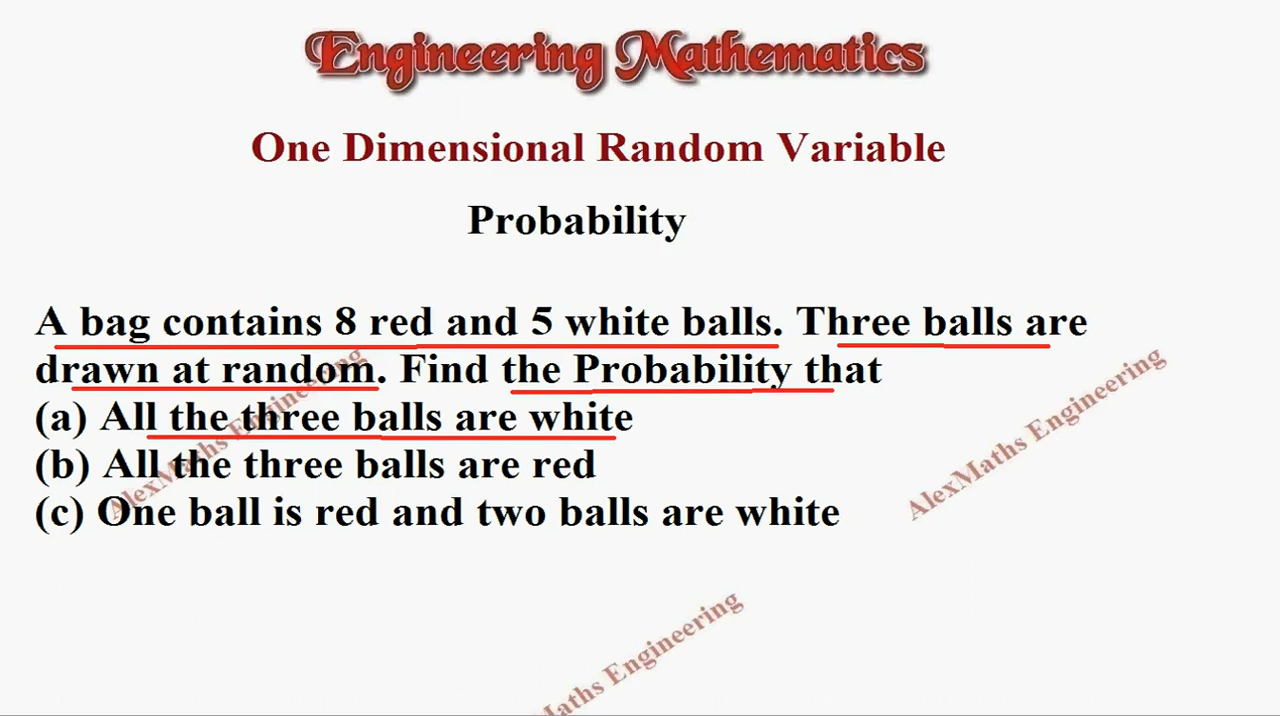 Engineering Mathematics
One Dimensional Random Variable
Probability
A bag contains 8 red and 5 white balls. Three balls are
drawn at random. Find the Probability that
(a) All the three balls are white
(b) All the three balls are red
(c) One ball is red and two balls are white
AlexMaths Engineering
AlexMaths Engineering
Maths Engineering